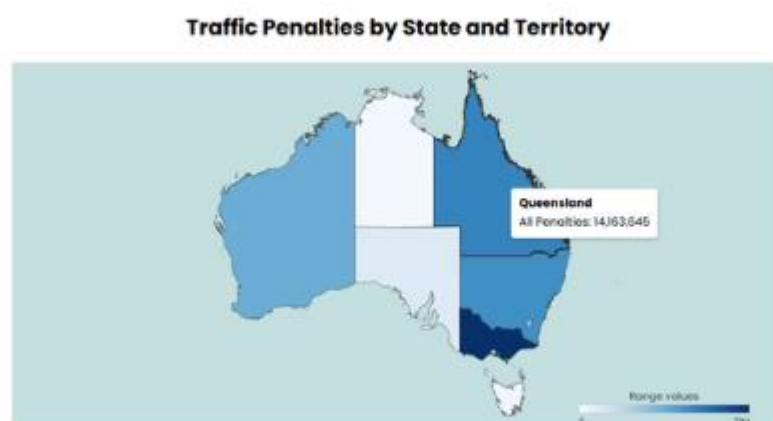 Traffic Penalties by State and Territory
Queensland
All Penalties: 14,163,645
Range values